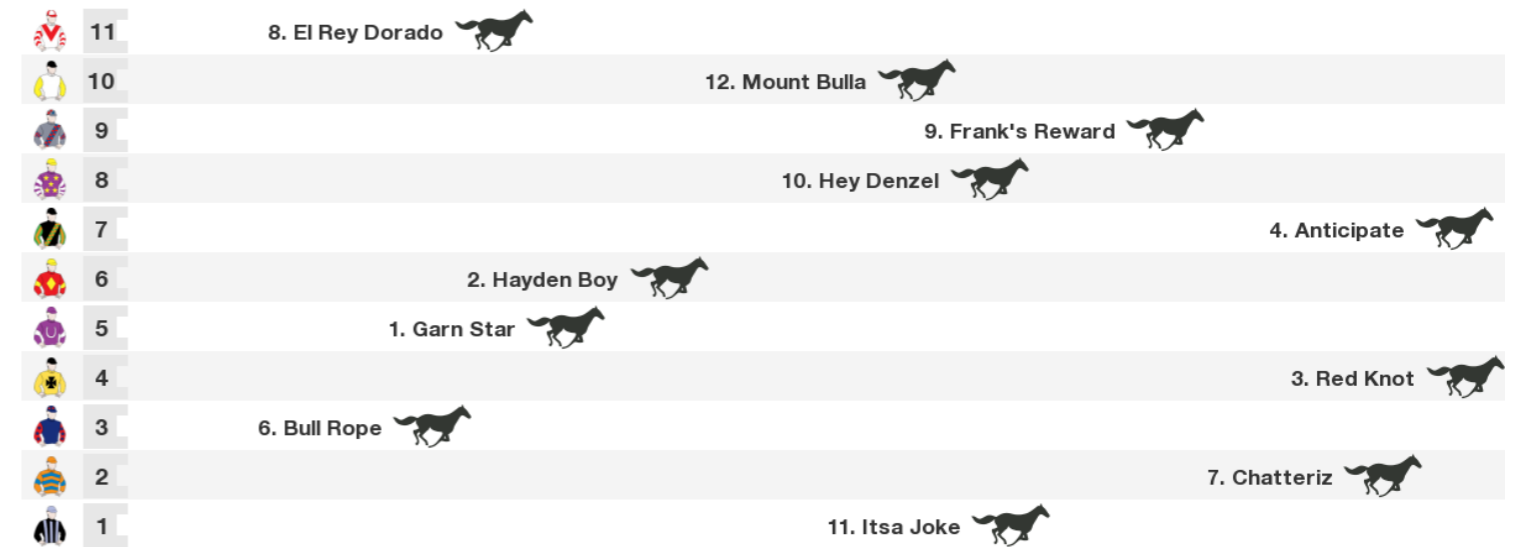 11 8. El Rey Dorado
10 12. Mount Bulla
9 9. Frank's Reward
8 10. Hey Denzel
7 4. Anticipate
6 2. Hayden Boy
5 1. Garn Star
4 3. Red Knot
3 6. Bull Rope
2 7. Chatteriz
1 11. Itsa Joke